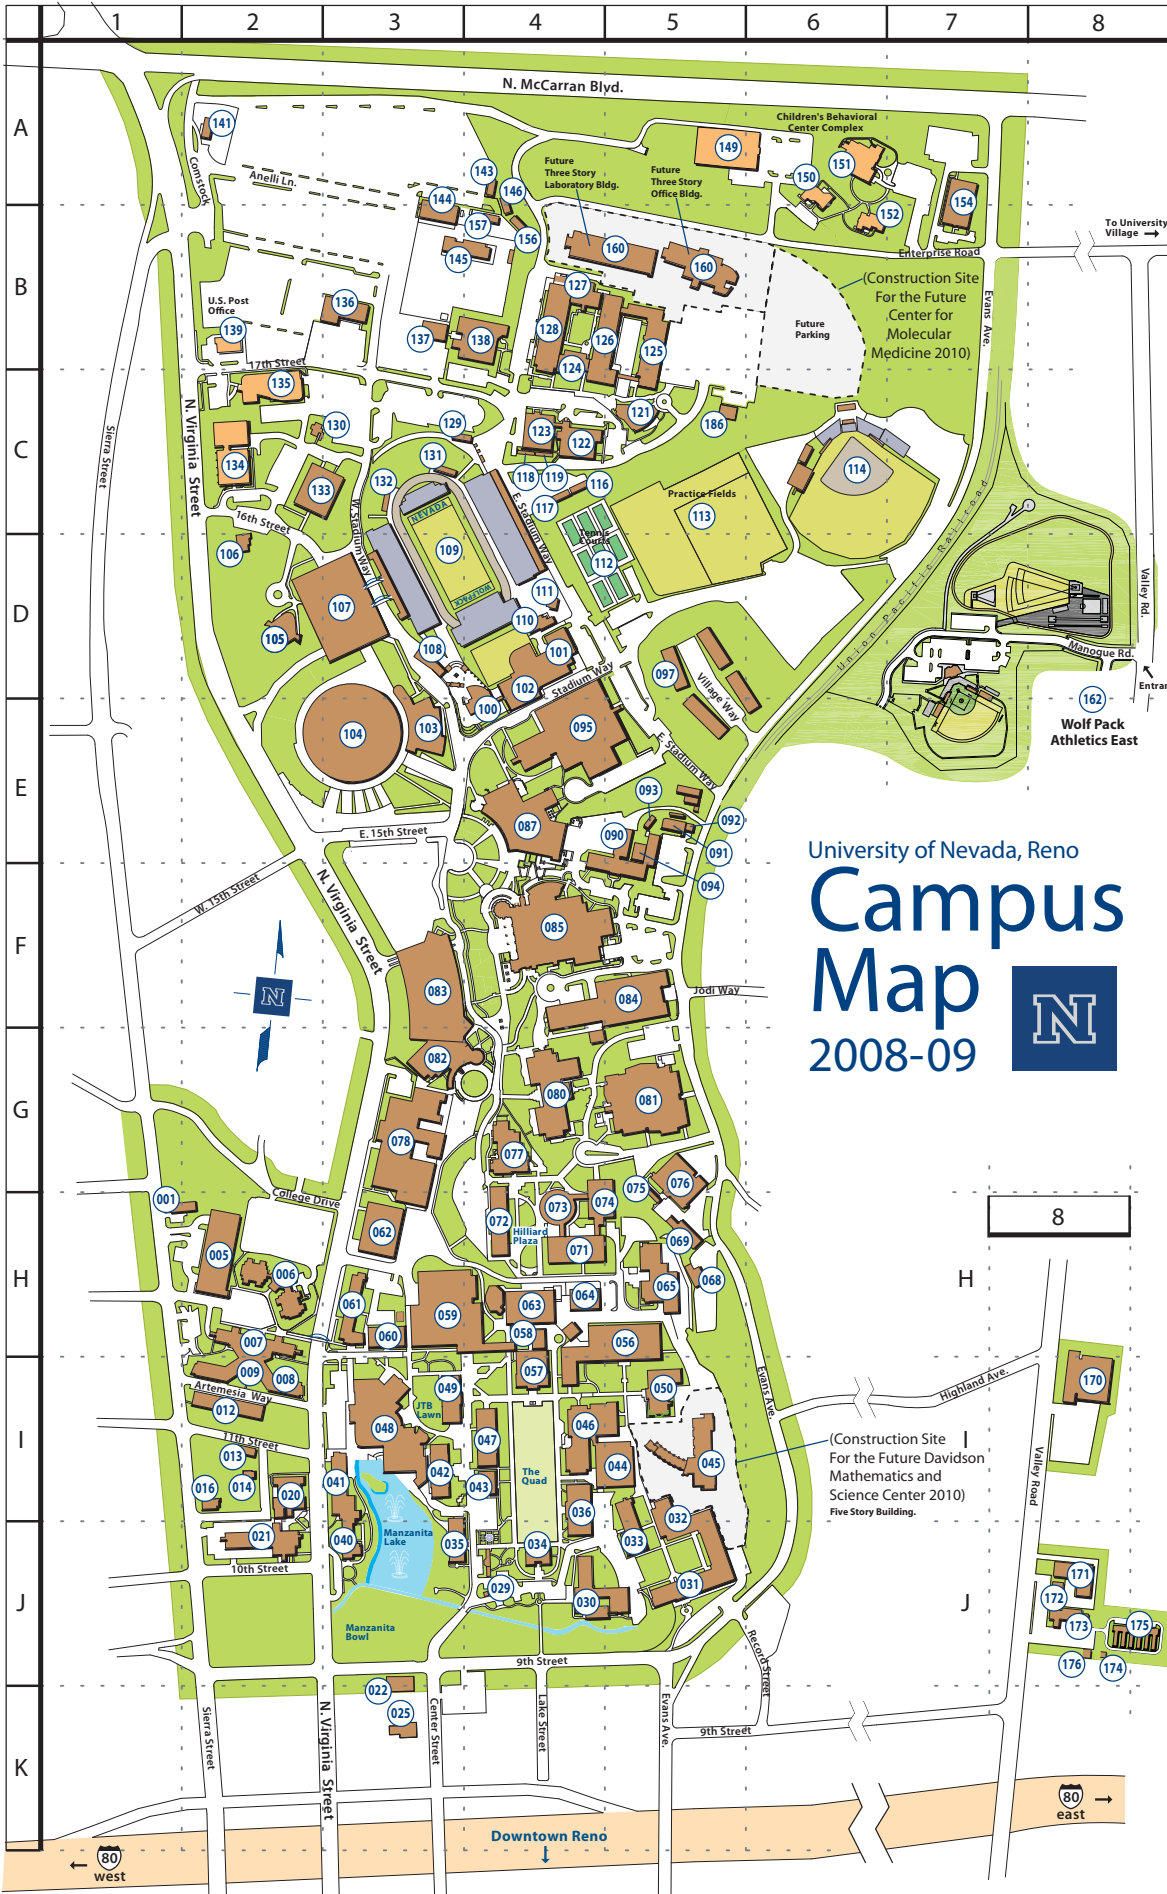 1 2 3 4 5 6 7 8
N. McCarran Blvd.
A
141
Comstock
Anelli Ln.
143
146
144
157
156
145
Future
Three Story
Laboratory Bldg.
Future
Three Story
Office Bldg.
149
Children's Behavioral
Center Complex
151
150
152
154
To University
Village →
Enterprise Road
160
160
B
U.S. Post
Office
139
136
137
138
127
128
126
125
124
Future
Parking
(Construction Site
For the Future
Center for
Molecular
Medicine 2010)
Evans Ave.
17th Street
135
C
N. Virginia Street
Sierra Street
130
129
123
122
121
186
134
133
131
132
118
119
116
117
114
Practice Fields
113
16th Street
W. Stadium Way
E. Stadium Way
NEVADA
109
WOLFPACK
Tennis
Courts
112
106
Union Pacific Railroad
Valley Rd.
D
107
105
111
110
108
101
102
100
Stadium Way
097
Village Way
Manogue Rd.
Entran
162
Wolf Pack
Athletics East
104
103
095
E. Stadium Way
E
093
092
091
090
094
087
E. 15th Street
W. 15th Street
N. Virginia Street
University of Nevada, Reno
Campus
Map
2008-09
N
F
085
083
084
Jodi Way
N
082
G
080
081
078
077
075
076
001
College Drive
062
072
073
074
Hilliard
Plaza
071
069
068
8
H
H
005
006
061
060
059
063
064
065
058
056
007
057
009
008
Artemesia Way
012
049
JTB
Lawn
050
Evans Ave.
Highland Ave.
170
I
11th Street
013
014
016
020
048
047
046
045
044
042
043
041
The
Quad
(Construction Site
For the Future Davidson
Mathematics and
Science Center 2010)
Five Story Building.
I
Valley Road
036
032
033
021
040
Manzanita
Lake
035
034
10th Street
J
029
030
031
J
171
172
173
175
176
174
Manzanita
Bowl
9th Street
Record Street
022
025
Sierra Street
N. Virginia Street
Center Street
Lake Street
Evans Ave.
9th Street
K
80
east
→
Downtown Reno
↓
←
80
west